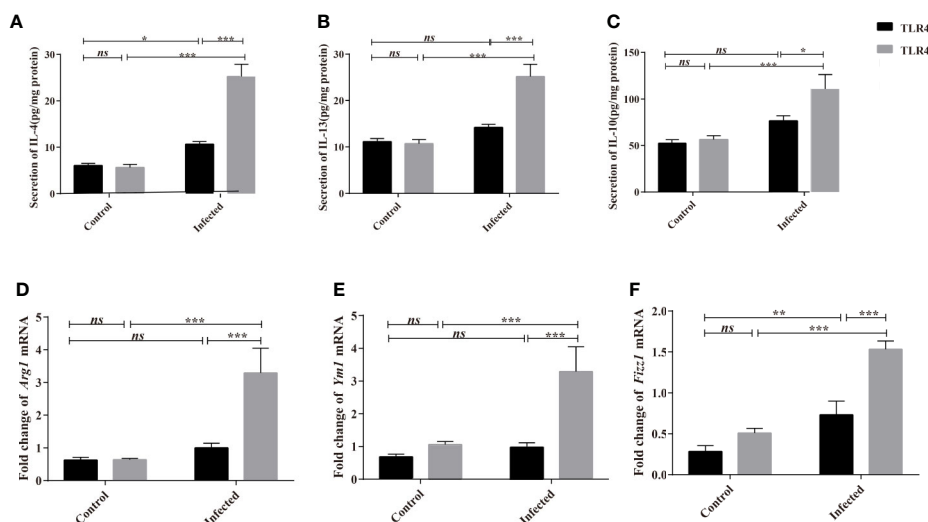 A
Secretion of IL-4(pg/mg protein)
30
20
10
0
* ***
ns ***
Control
Infected
B
Secretion of IL-13(pg/mg protein)
30
20
10
0
ns ***
ns ***
Control
Infected
C
Secretion of IL-10(pg/mg protein)
150
100
50
0
ns *
ns ***
Control
Infected
TLR4
TLR4
D
Fold change of Arg1 mRNA
5
4
3
2
1
0
ns ***
ns ***
Control
Infected
E
Fold change of Ym1 mRNA
5
4
3
2
1
0
ns ***
ns ***
Control
Infected
F
Fold change of Fizz1 mRNA
2.0
1.5
1.0
0.5
0.0
** ***
ns ***
Control
Infected